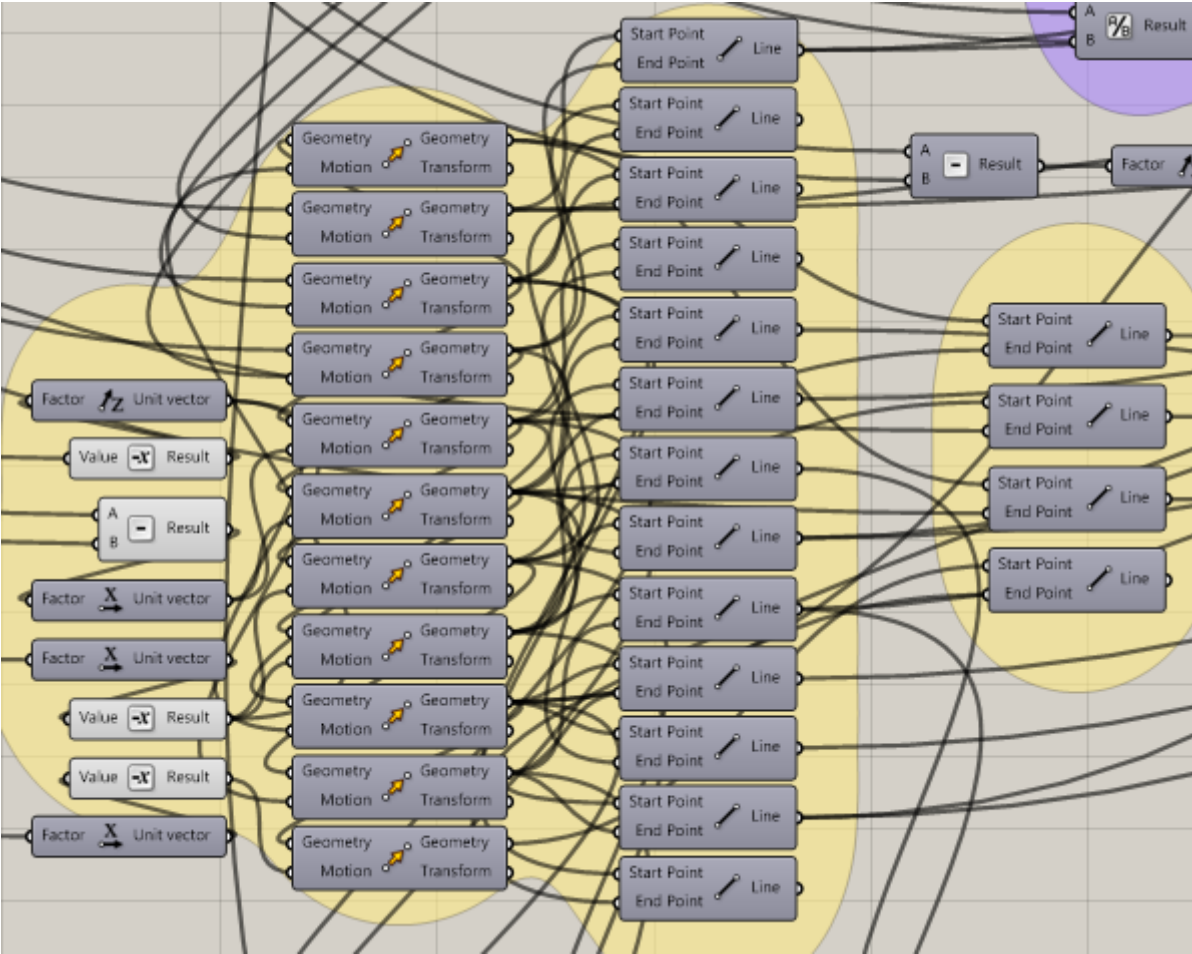 Factor Z Unit vector
Value -x Result
A
- Result
B
Factor X Unit vector
Factor X Unit vector
Value -x Result
Value -x Result
Factor X Unit vector
Geometry Geometry
Motion Transform
Geometry Geometry
Motion Transform
Geometry Geometry
Motion Transform
Geometry Geometry
Motion Transform
Geometry Geometry
Motion Transform
Geometry Geometry
Motion Transform
Geometry Geometry
Motion Transform
Geometry Geometry
Motion Transform
Geometry Geometry
Motion Transform
Geometry Geometry
Motion Transform
Geometry Geometry
Motion Transform
Start Point
Line
End Point
Start Point
Line
End Point
Start Point
Line
End Point
Start Point
Line
End Point
Start Point
Line
End Point
Start Point
Line
End Point
Start Point
Line
End Point
Start Point
Line
End Point
Start Point
Line
End Point
Start Point
Line
End Point
Start Point
Line
End Point
Start Point
Line
End Point
Start Point
Line
End Point
A
A/B Result
B
A
- Result
B
Factor
Start Point
Line
End Point
Start Point
Line
End Point
Start Point
Line
End Point
Start Point
Line
End Point